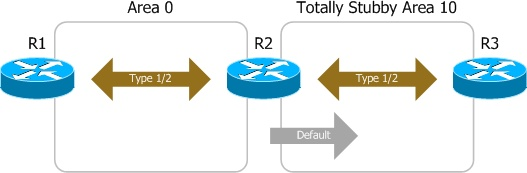 Area 0
Totally Stubby Area 10
R1
R2
R3
Type 1/2
Type 1/2
Default